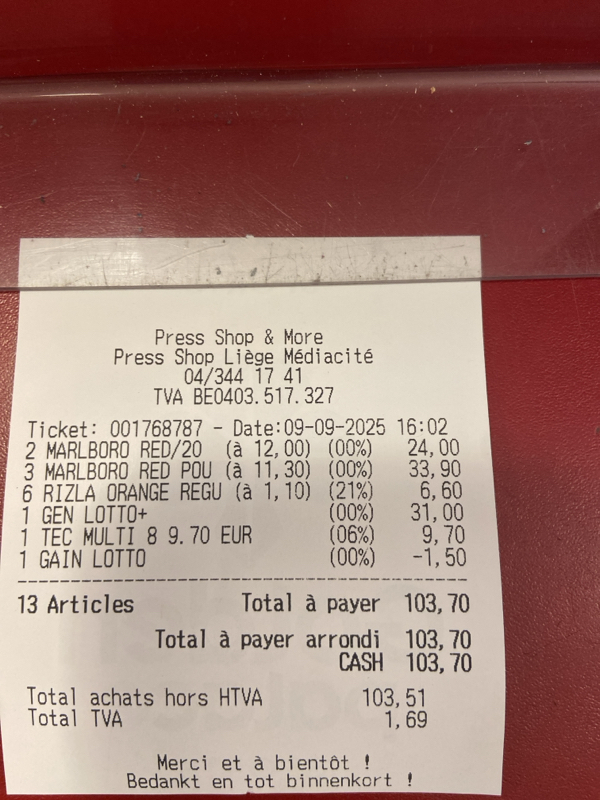 Press Shop & More
Press Shop Liège Médiacité
04/344 17 41
TVA BE0403.517.327
Ticket: 001768787 - Date:09-09-2025 16:02
2 MARLBORO RED/20 (à 12,00) (00%) 24,00
3 MARLBORO RED POU (à 11,30) (00%) 33,90
6 RIZLA ORANGE REGU (à 1,10) (21%) 6,60
1 GEN LOTTO+ (00%) 31,00
1 TEC MULTI 8 9.70 EUR (06%) 9,70
1 GAIN LOTTO (00%) -1,50
13 Articles Total à payer 103,70
Total à payer arrondi 103,70
CASH 103,70
Total achats hors HTVA 103,51
Total TVA 1,69
Merci et à bientôt !
Bedankt en tot binnenkort !